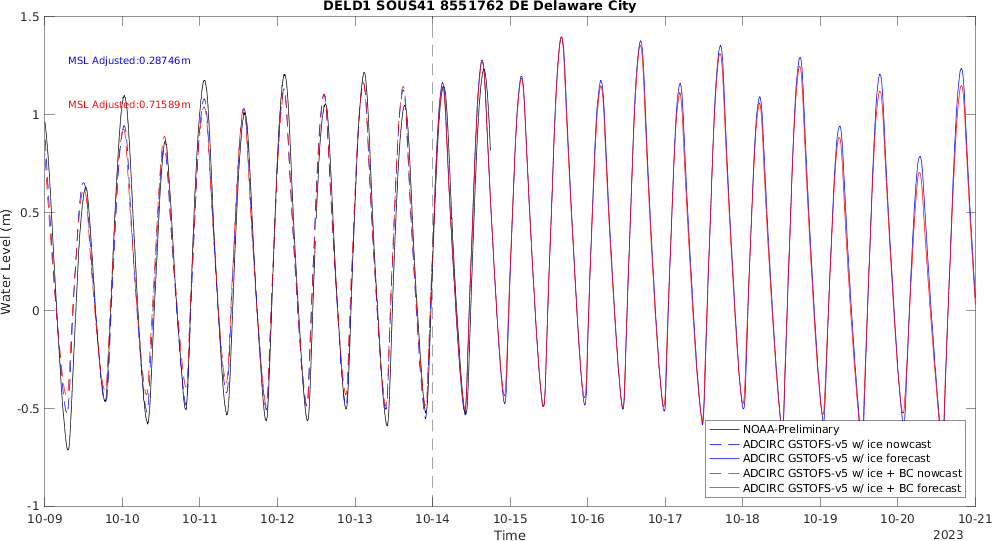 DELD1 SOUS41 8551762 DE Delaware City
1.5
1
0.5
0
-0.5
-1
Water Level (m)
MSL Adjusted:0.28746m
MSL Adjusted:0.71589m
NOAA-Preliminary
ADCIRC GSTOFS-v5 w/ ice nowcast
ADCIRC GSTOFS-v5 w/ ice forecast
ADCIRC GSTOFS-v5 w/ ice + BC nowcast
ADCIRC GSTOFS-v5 w/ ice + BC forecast
10-09 10-10 10-11 10-12 10-13 10-14 10-15 10-16 10-17 10-18 10-19 10-20 10-21
Time
2023